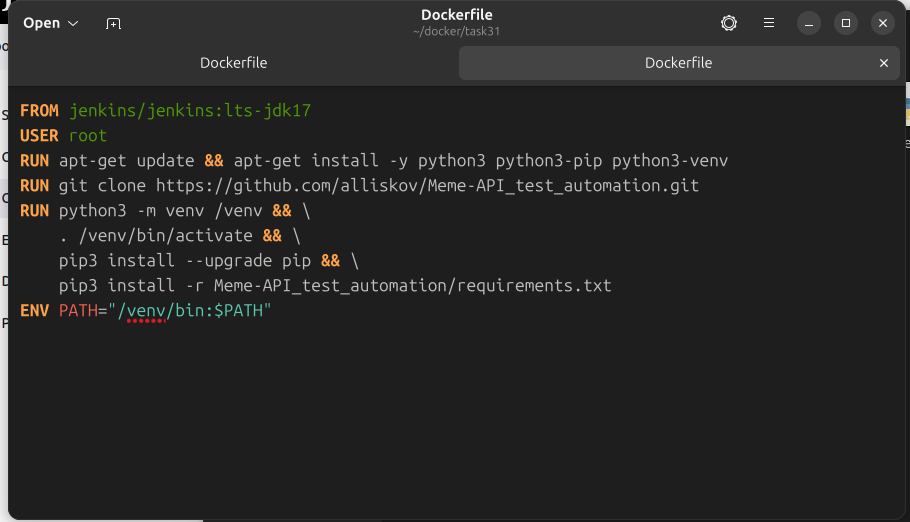 Open
Dockerfile
~/docker/task31
Dockerfile
Dockerfile
FROM jenkins/jenkins:lts-jdk17
USER root
RUN apt-get update && apt-get install -y python3 python3-pip python3-venv
RUN git clone https://github.com/alliskov/Meme-API_test_automation.git
RUN python3 -m venv /venv && \
. /venv/bin/activate && \
pip3 install --upgrade pip && \
pip3 install -r Meme-API_test_automation/requirements.txt
ENV PATH="/venv/bin:$PATH"